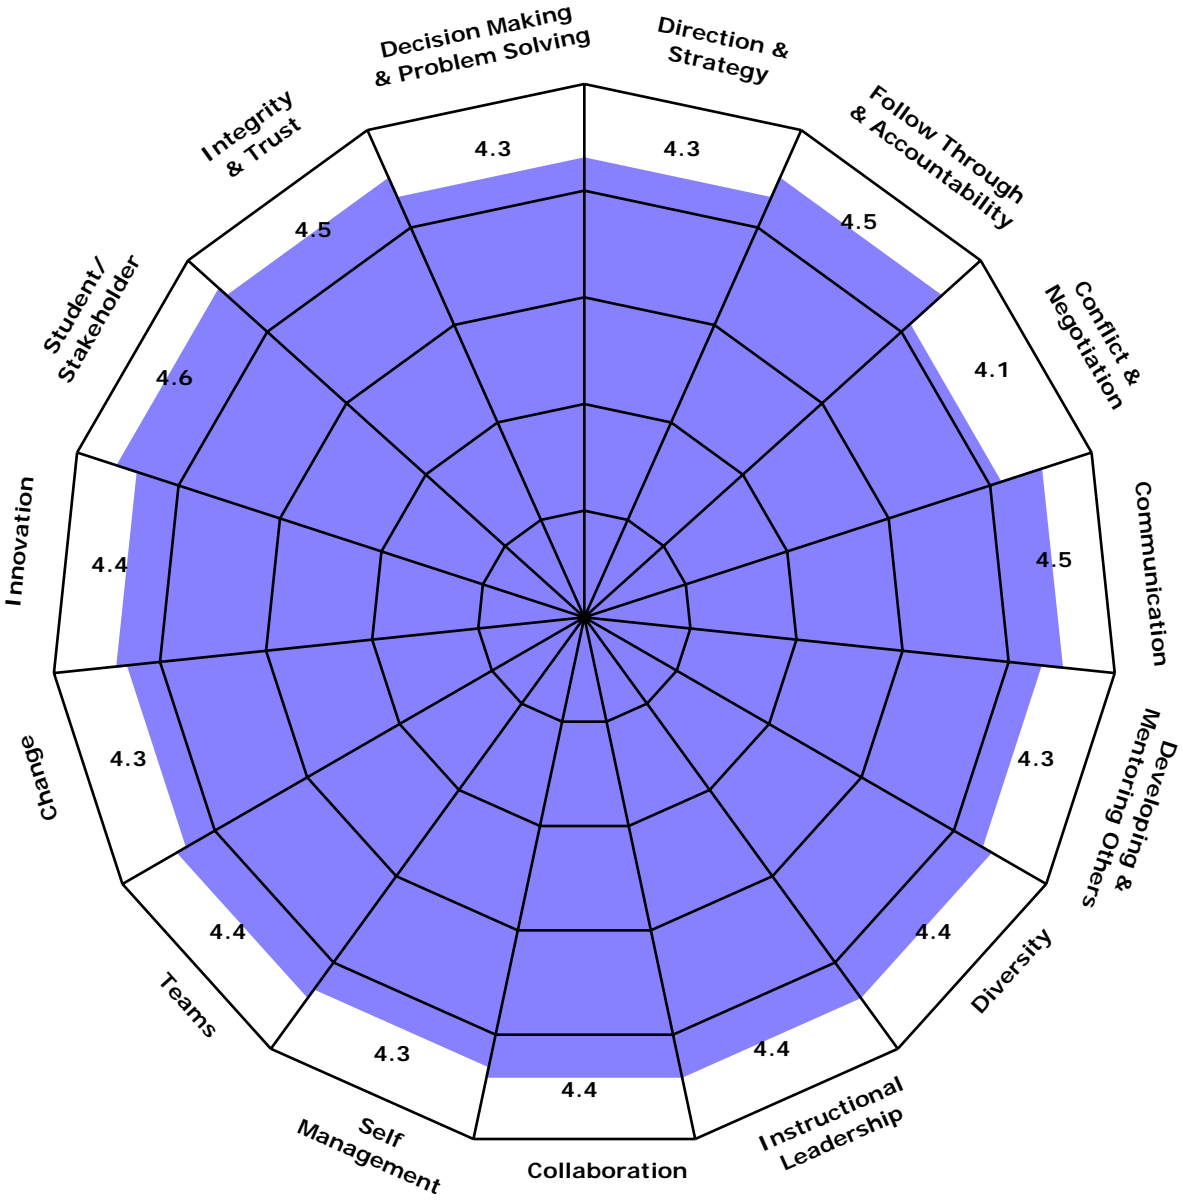 Decision Making
& Problem Solving
4.3
Direction &
Strategy
4.3
Follow Through
& Accountability
4.5
Conflict &
Negotiation
4.1
Communication
4.5
Developing &
Mentoring Others
4.3
Diversity
4.4
Instructional
Leadership
4.4
Collaboration
4.4
Self
Management
4.3
Teams
4.4
Change
4.3
Innovation
4.4
Student/
Stakeholder
4.6
Integrity
& Trust
4.5